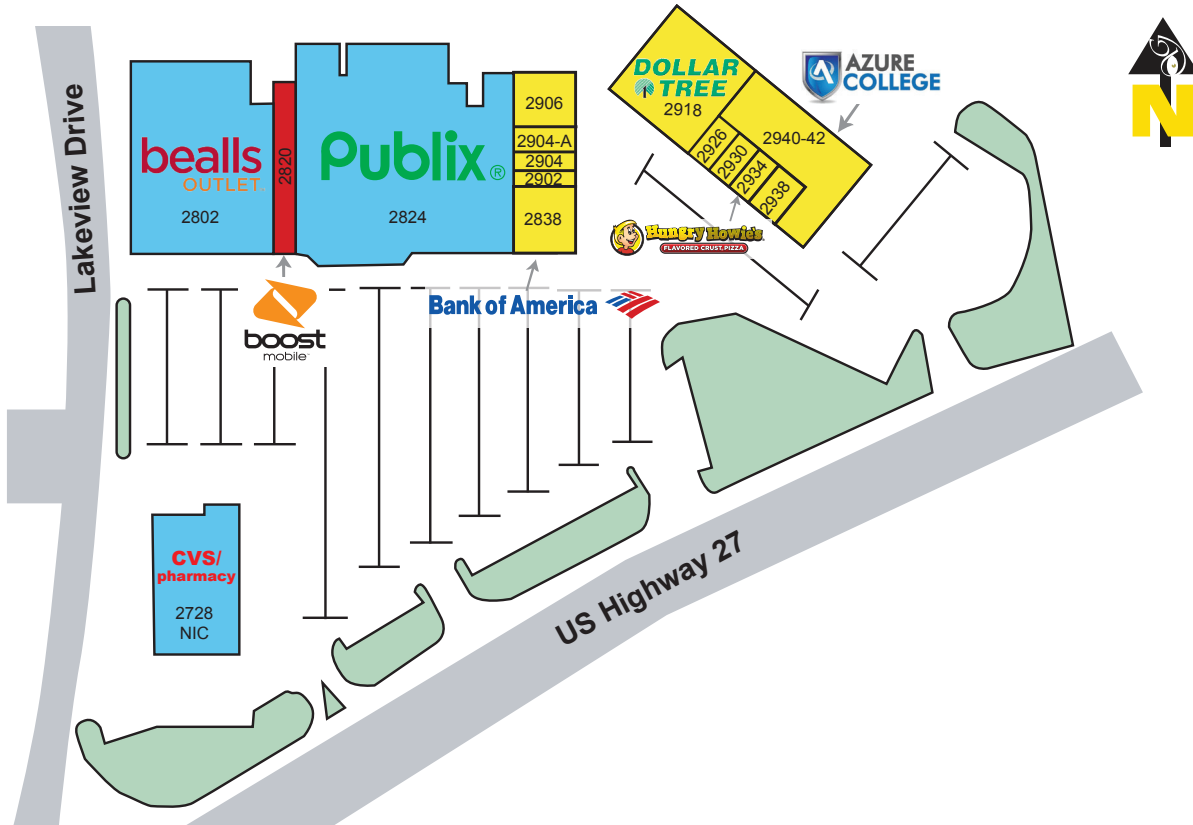 Lakeview Drive
bealls
OUTLET
2802
2820
Publix®
2824
2906
2904-A
2904
2902
2838
DOLLAR
TREE
2918
2926
2930
2934
2938
2940-42
AZURE
COLLEGE
N
Hungry Howie's
FLAVORED CRUST PIZZA
boost
mobile
Bank of America
CVS/
pharmacy
2728
NIC
US Highway 27